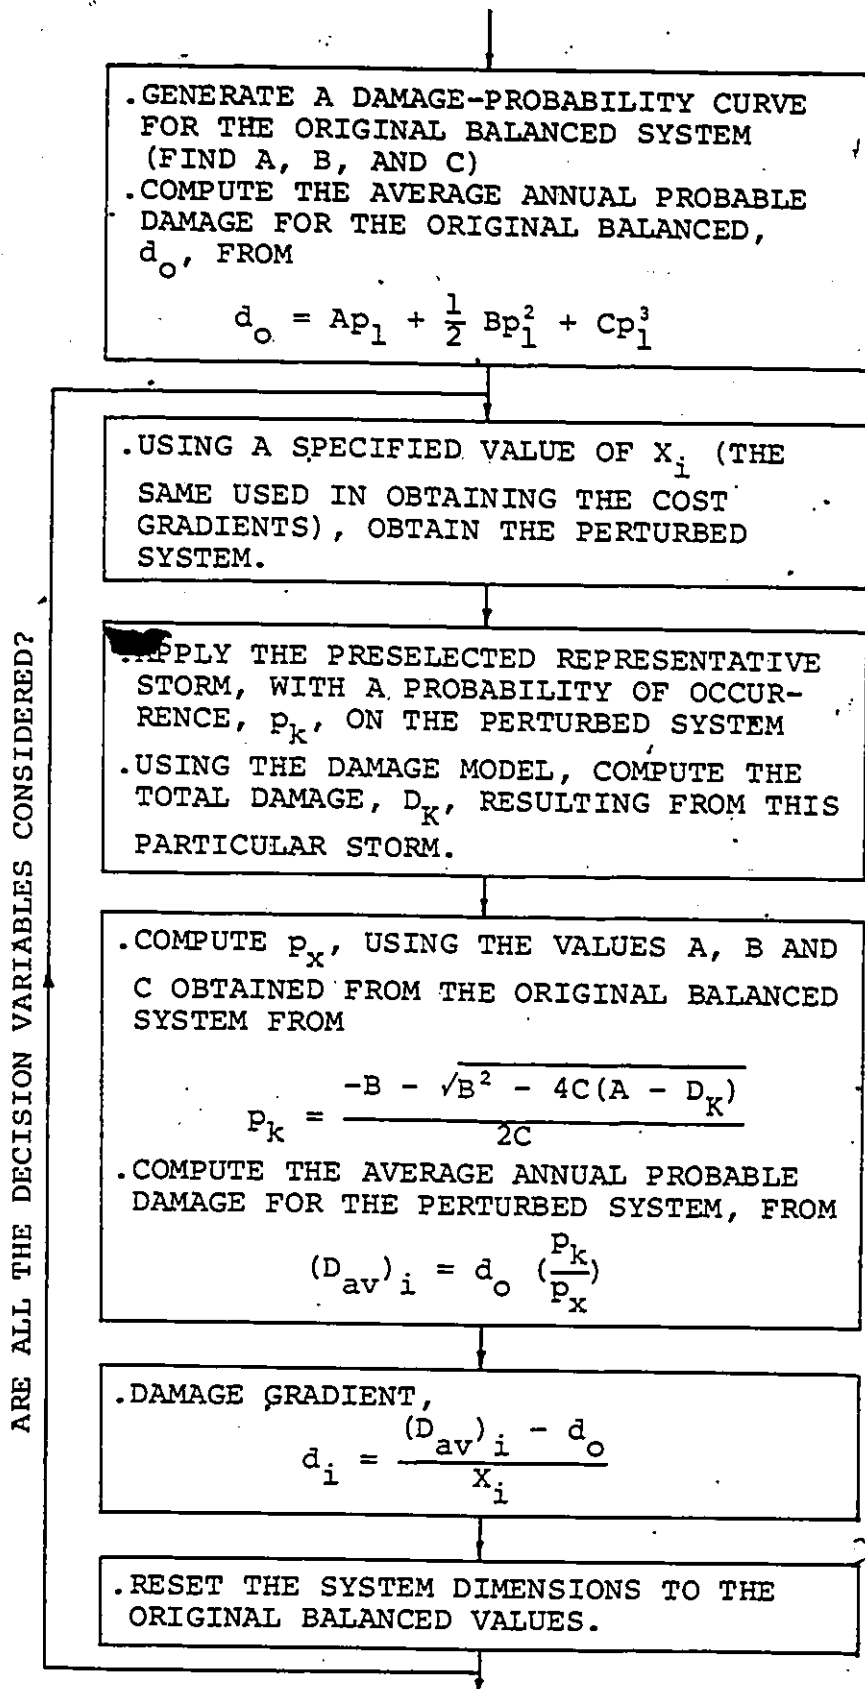 .GENERATE A DAMAGE-PROBABILITY CURVE
FOR THE ORIGINAL BALANCED SYSTEM
(FIND A, B, AND C)
.COMPUTE THE AVERAGE ANNUAL PROBABLE
DAMAGE FOR THE ORIGINAL BALANCED,
d_o, FROM
d_o = Ap_1 + 1/2 Bp_1^2 + Cp_1^3
.USING A SPECIFIED VALUE OF X_i (THE
SAME USED IN OBTAINING THE COST
GRADIENTS), OBTAIN THE PERTURBED
SYSTEM.
.APPLY THE PRESELECTED REPRESENTATIVE
STORM, WITH A PROBABILITY OF OCCUR-
RENCE, p_k, ON THE PERTURBED SYSTEM
.USING THE DAMAGE MODEL, COMPUTE THE
TOTAL DAMAGE, D_K, RESULTING FROM THIS
PARTICULAR STORM.
.COMPUTE p_x, USING THE VALUES A, B AND
C OBTAINED FROM THE ORIGINAL BALANCED
SYSTEM FROM
p_k = (-B - √(B^2 - 4C(A - D_K))) / 2C
.COMPUTE THE AVERAGE ANNUAL PROBABLE
DAMAGE FOR THE PERTURBED SYSTEM, FROM
(D_av)_i = d_o (p_k/p_x)
.DAMAGE GRADIENT,
d_i = ((D_av)_i - d_o) / X_i
.RESET THE SYSTEM DIMENSIONS TO THE
ORIGINAL BALANCED VALUES.
ARE ALL THE DECISION VARIABLES CONSIDERED?